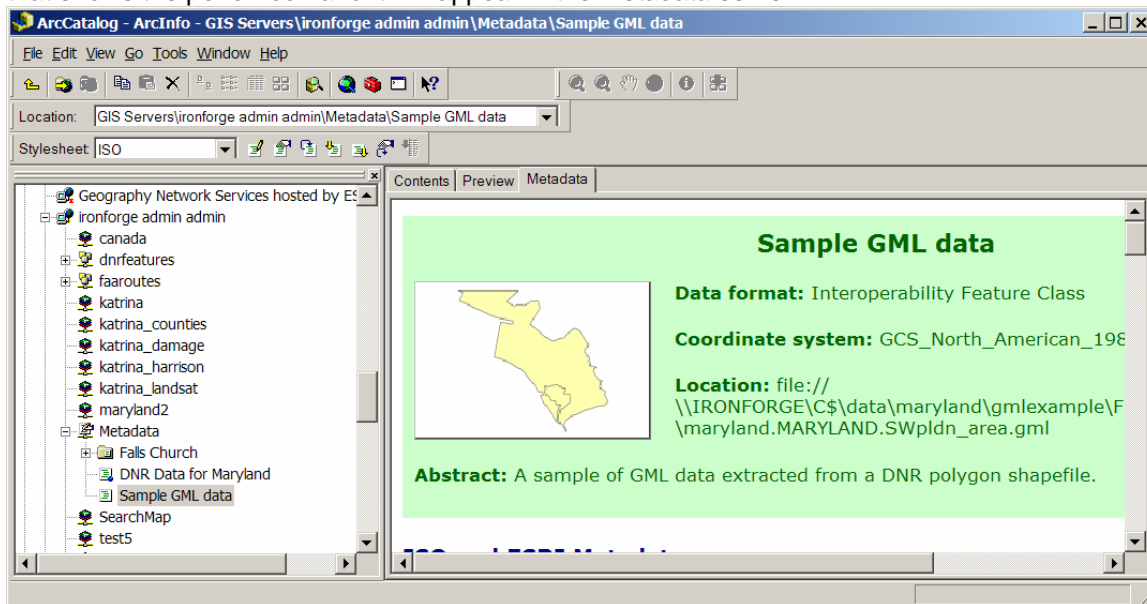 ArcCatalog - ArcInfo - GIS Servers\ironforge admin admin\Metadata\Sample GML data
File Edit View Go Tools Window Help
Location: GIS Servers\ironforge admin admin\Metadata\Sample GML data
Stylesheet: ISO
Geography Network Services hosted by ES
ironforge admin admin
canada
dnrfeatures
faaroutes
katrina
katrina_counties
katrina_damage
katrina_harrison
katrina_landsat
maryland2
Metadata
Falls Church
DNR Data for Maryland
Sample GML data
SearchMap
test5
Contents Preview Metadata
Sample GML data
Data format: Interoperability Feature Class
Coordinate system: GCS_North_American_198
Location: file://
\\IRONFORGE\C$\data\maryland\gmlexample\F
\maryland.MARYLAND.SWpldn_area.gml
Abstract: A sample of GML data extracted from a DNR polygon shapefile.